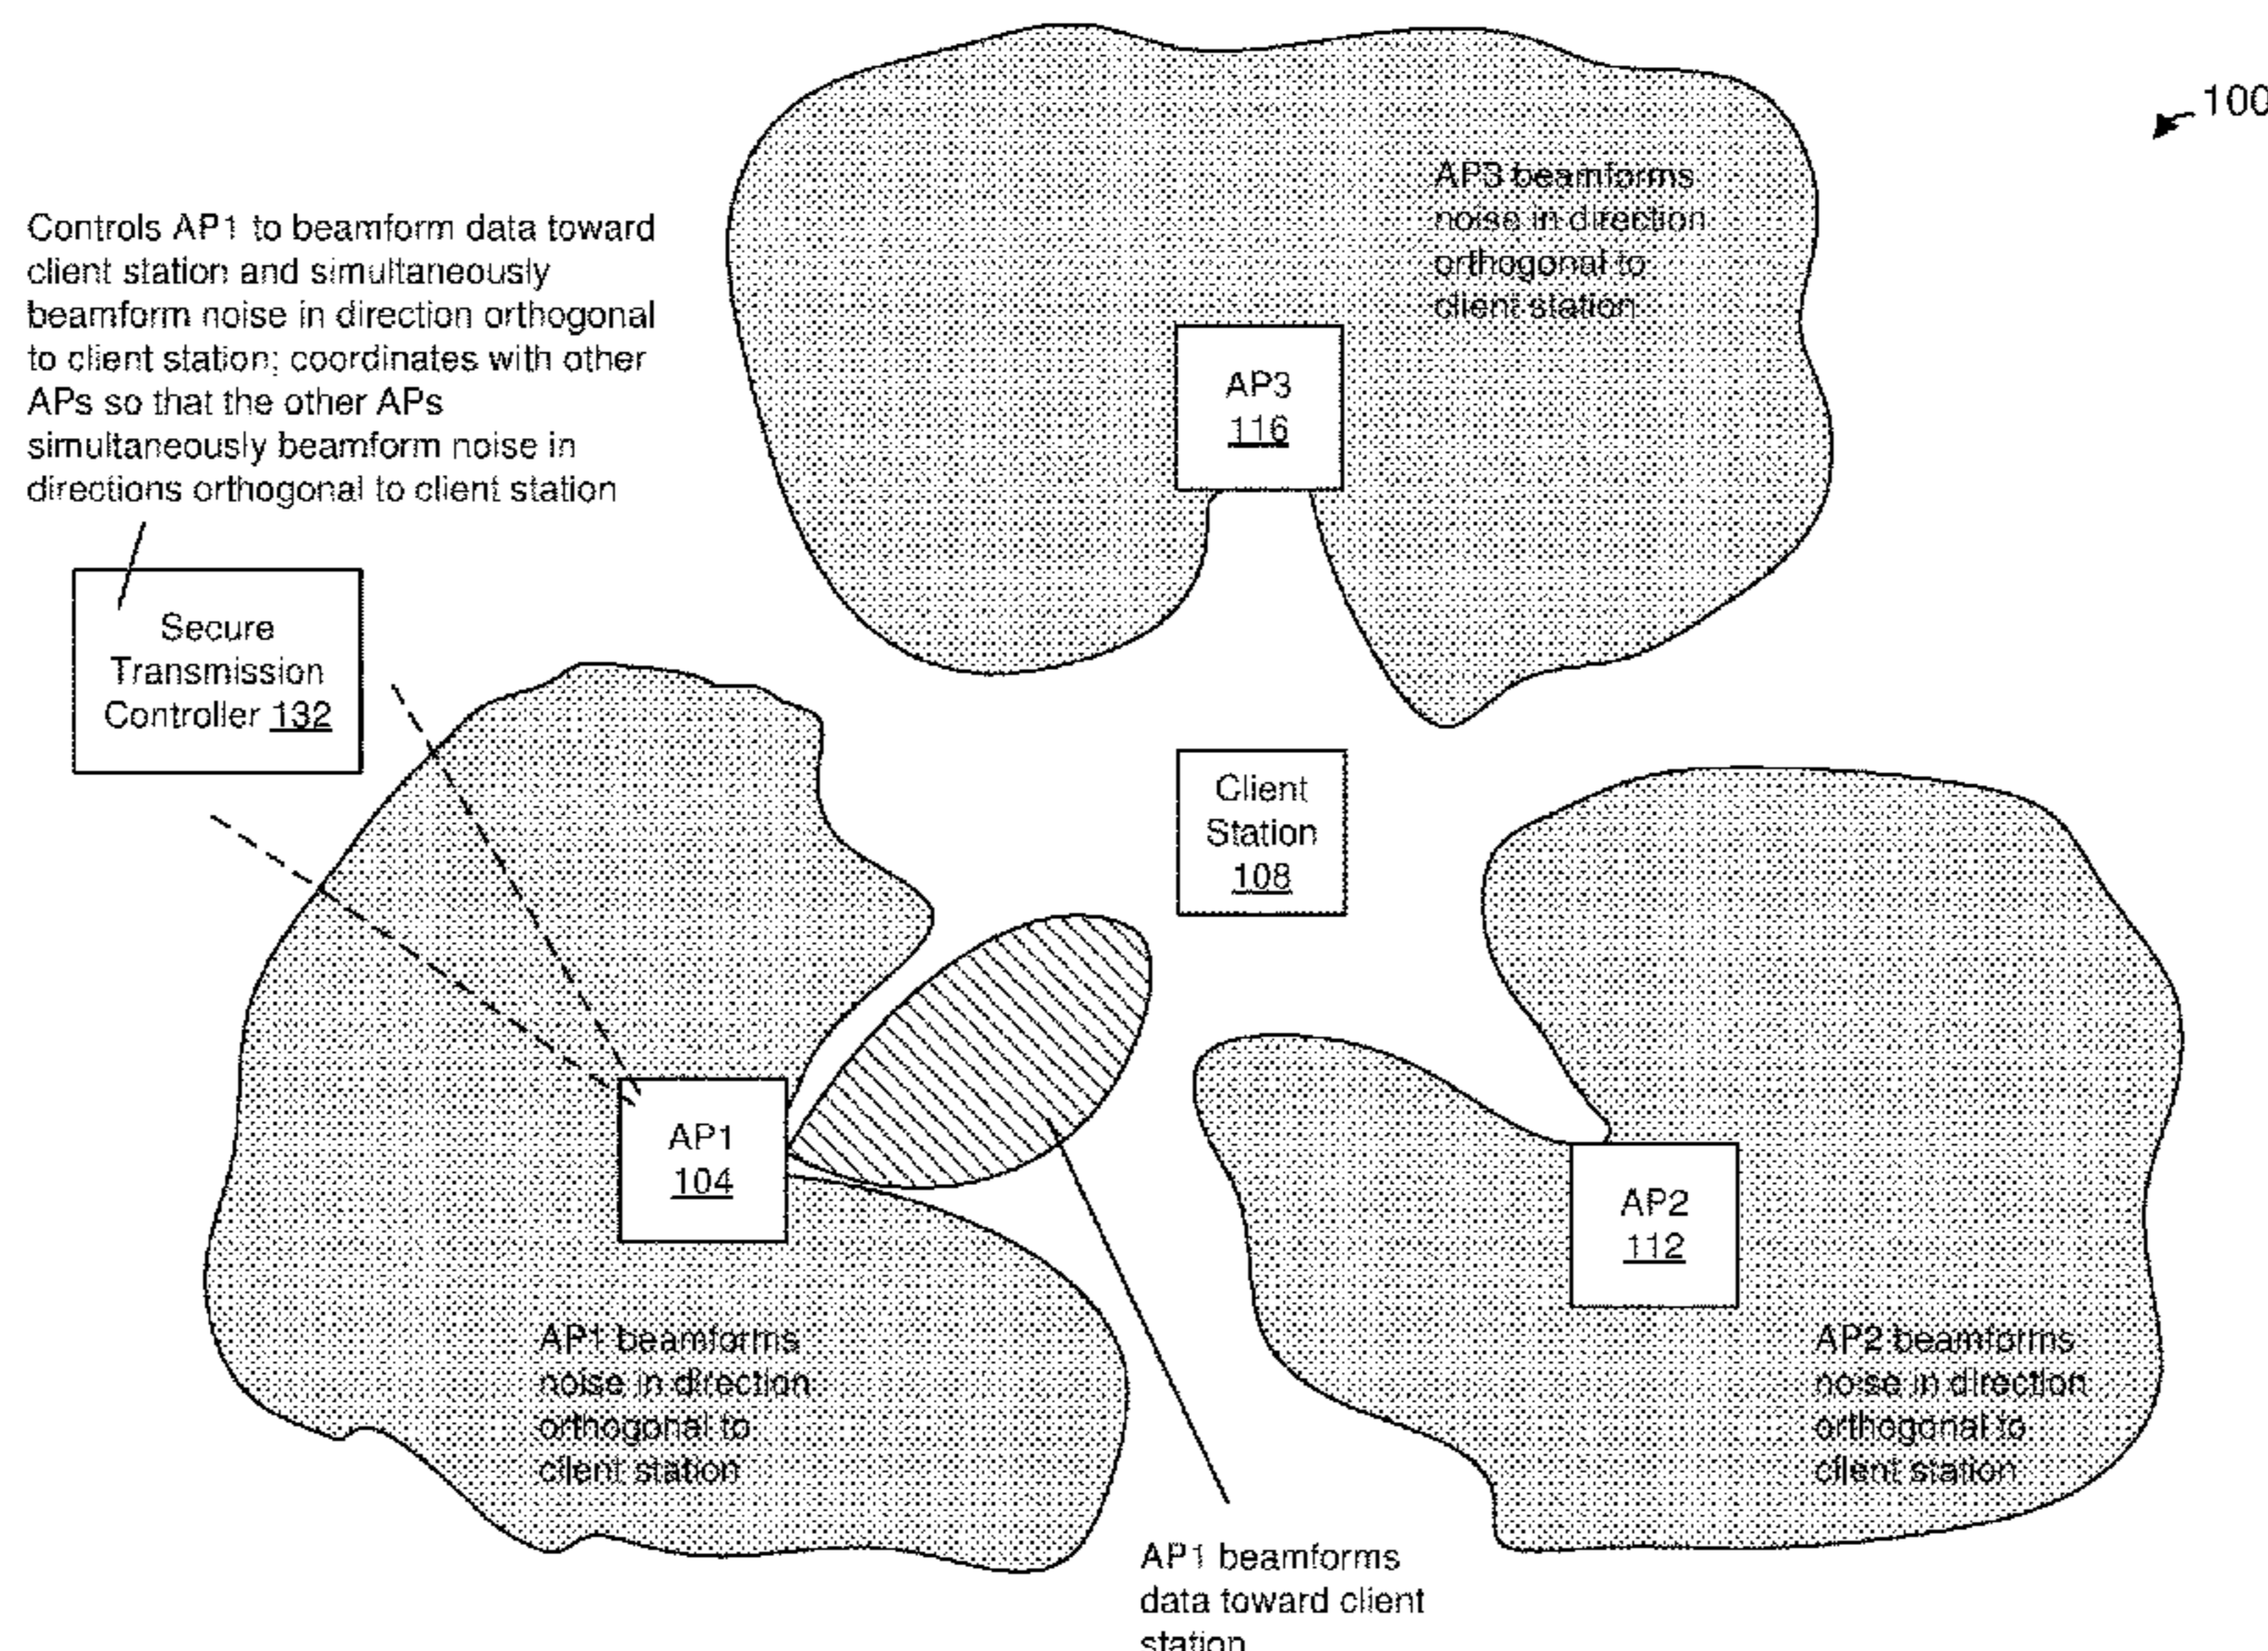 100
AP3 beamforms
noise in direction
orthogonal to
client station
Controls AP1 to beamform data toward
client station and simultaneously
beamform noise in direction orthogonal
to client station; coordinates with other
APs so that the other APs
simultaneously beamform noise in
directions orthogonal to client station
AP3
116
Secure
Transmission
Controller 132
Client
Station
108
AP1
104
AP2
112
AP1 beamforms
noise in direction
orthogonal to
client station
AP2 beamforms
noise in direction
orthogonal to
client station
AP1 beamforms
data toward client
station